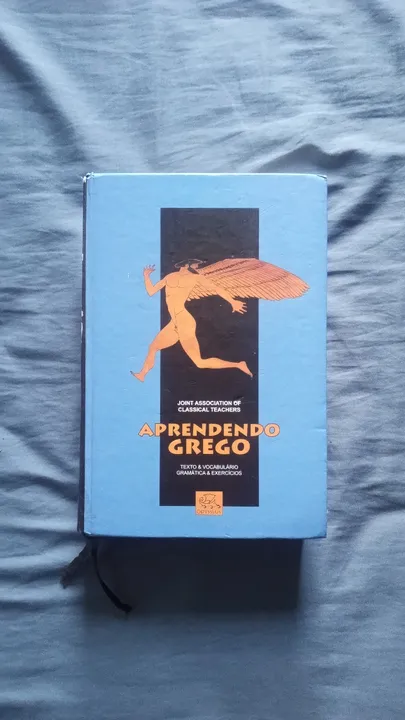 JOINT ASSOCIATION OF
CLASSICAL TEACHERS
APRENDENDO
GREGO
TEXTO & VOCABULÁRIO
GRAMÁTICA & EXERCÍCIOS